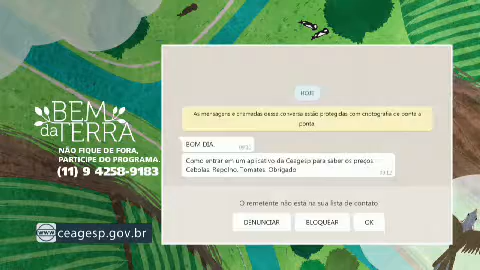 BEM
da TERRA
NÃO FIQUE DE FORA,
PARTICIPE DO PROGRAMA.
(11) 9 4258-9183
www ceagesp.gov.br
HOJE
As mensagens e chamadas dessa conversa estão protegidas com criptografia de ponta a
ponta
BOM DIA.
Como entrar em um aplicativo da Ceagesp para saber os preços
Cebolas. Repolho. Tomates. Obrigado
O remetente não está na sua lista de contato
DENUNCIAR
BLOQUEAR
OK